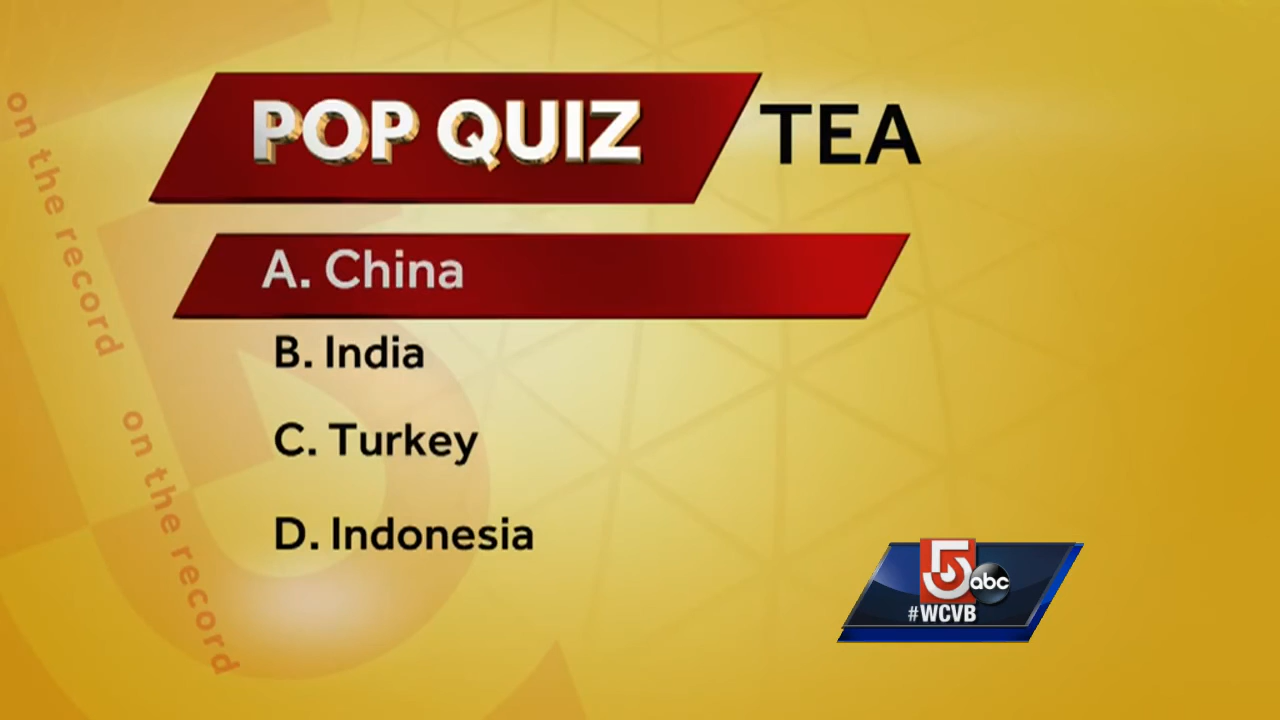 POP QUIZ TEA
A. China
B. India
C. Turkey
D. Indonesia
on the record
on the record
5 abc
#WCVB